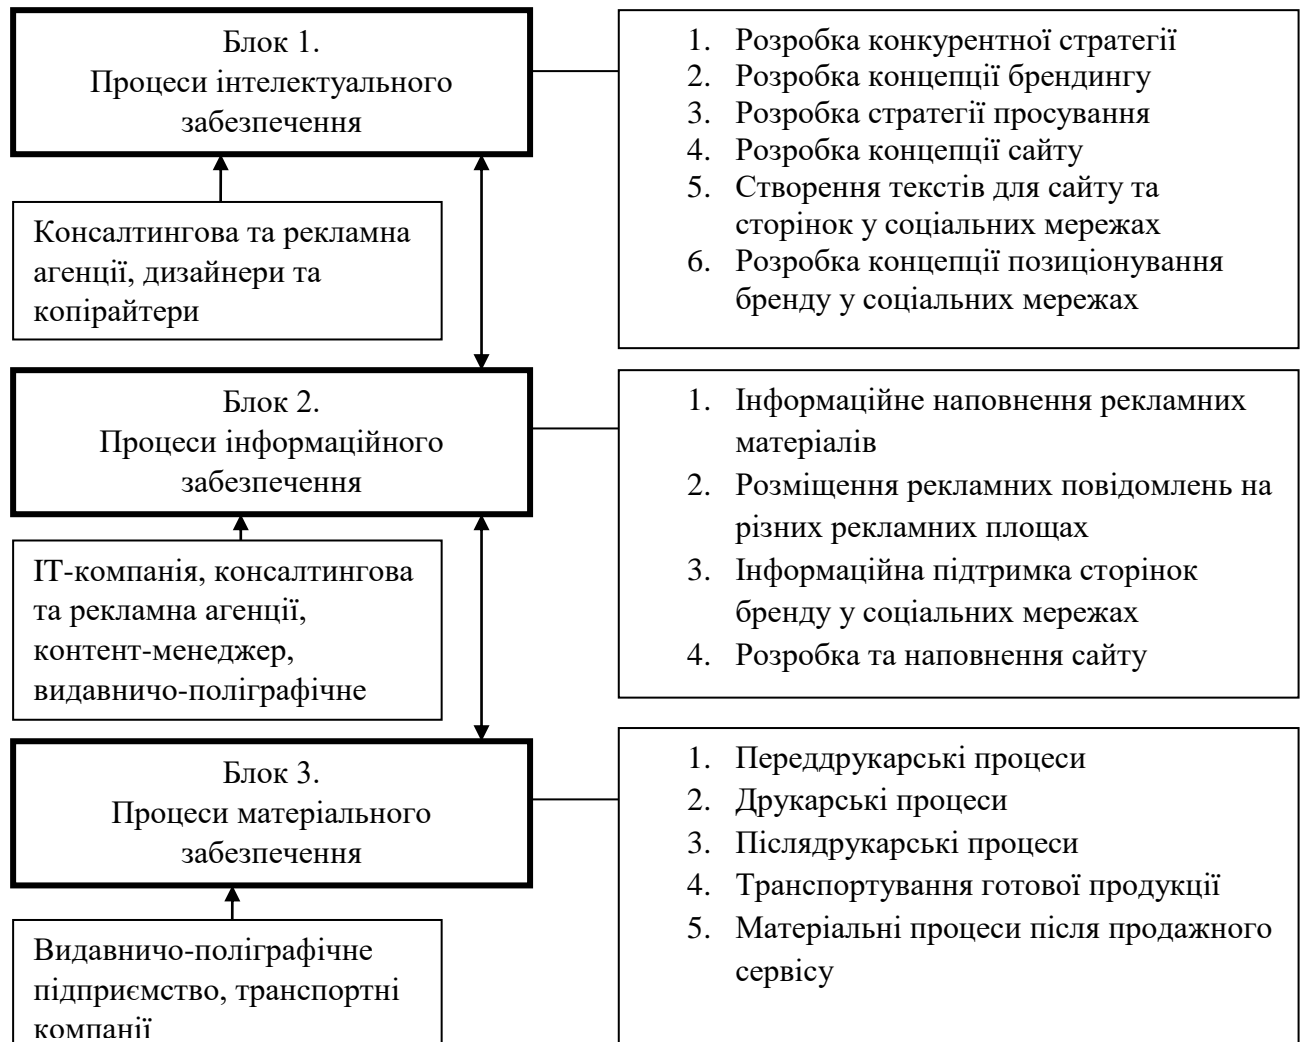 Блок 1.
Процеси інтелектуального
забезпечення
1. Розробка конкурентної стратегії
2. Розробка концепції брендингу
3. Розробка стратегії просування
4. Розробка концепції сайту
5. Створення текстів для сайту та
сторінок у соціальних мережах
6. Розробка концепції позиціонування
бренду у соціальних мережах
Консалтингова та рекламна
агенції, дизайнери та
копірайтери
Блок 2.
Процеси інформаційного
забезпечення
1. Інформаційне наповнення рекламних
матеріалів
2. Розміщення рекламних повідомлень на
різних рекламних площах
3. Інформаційна підтримка сторінок
бренду у соціальних мережах
4. Розробка та наповнення сайту
ІТ-компанія, консалтингова
та рекламна агенції,
контент-менеджер,
видавничо-поліграфічне
Блок 3.
Процеси матеріального
забезпечення
1. Переддрукарські процеси
2. Друкарські процеси
3. Післядрукарські процеси
4. Транспортування готової продукції
5. Матеріальні процеси після продажного
сервісу
Видавничо-поліграфічне
підприємство, транспортні
компанії